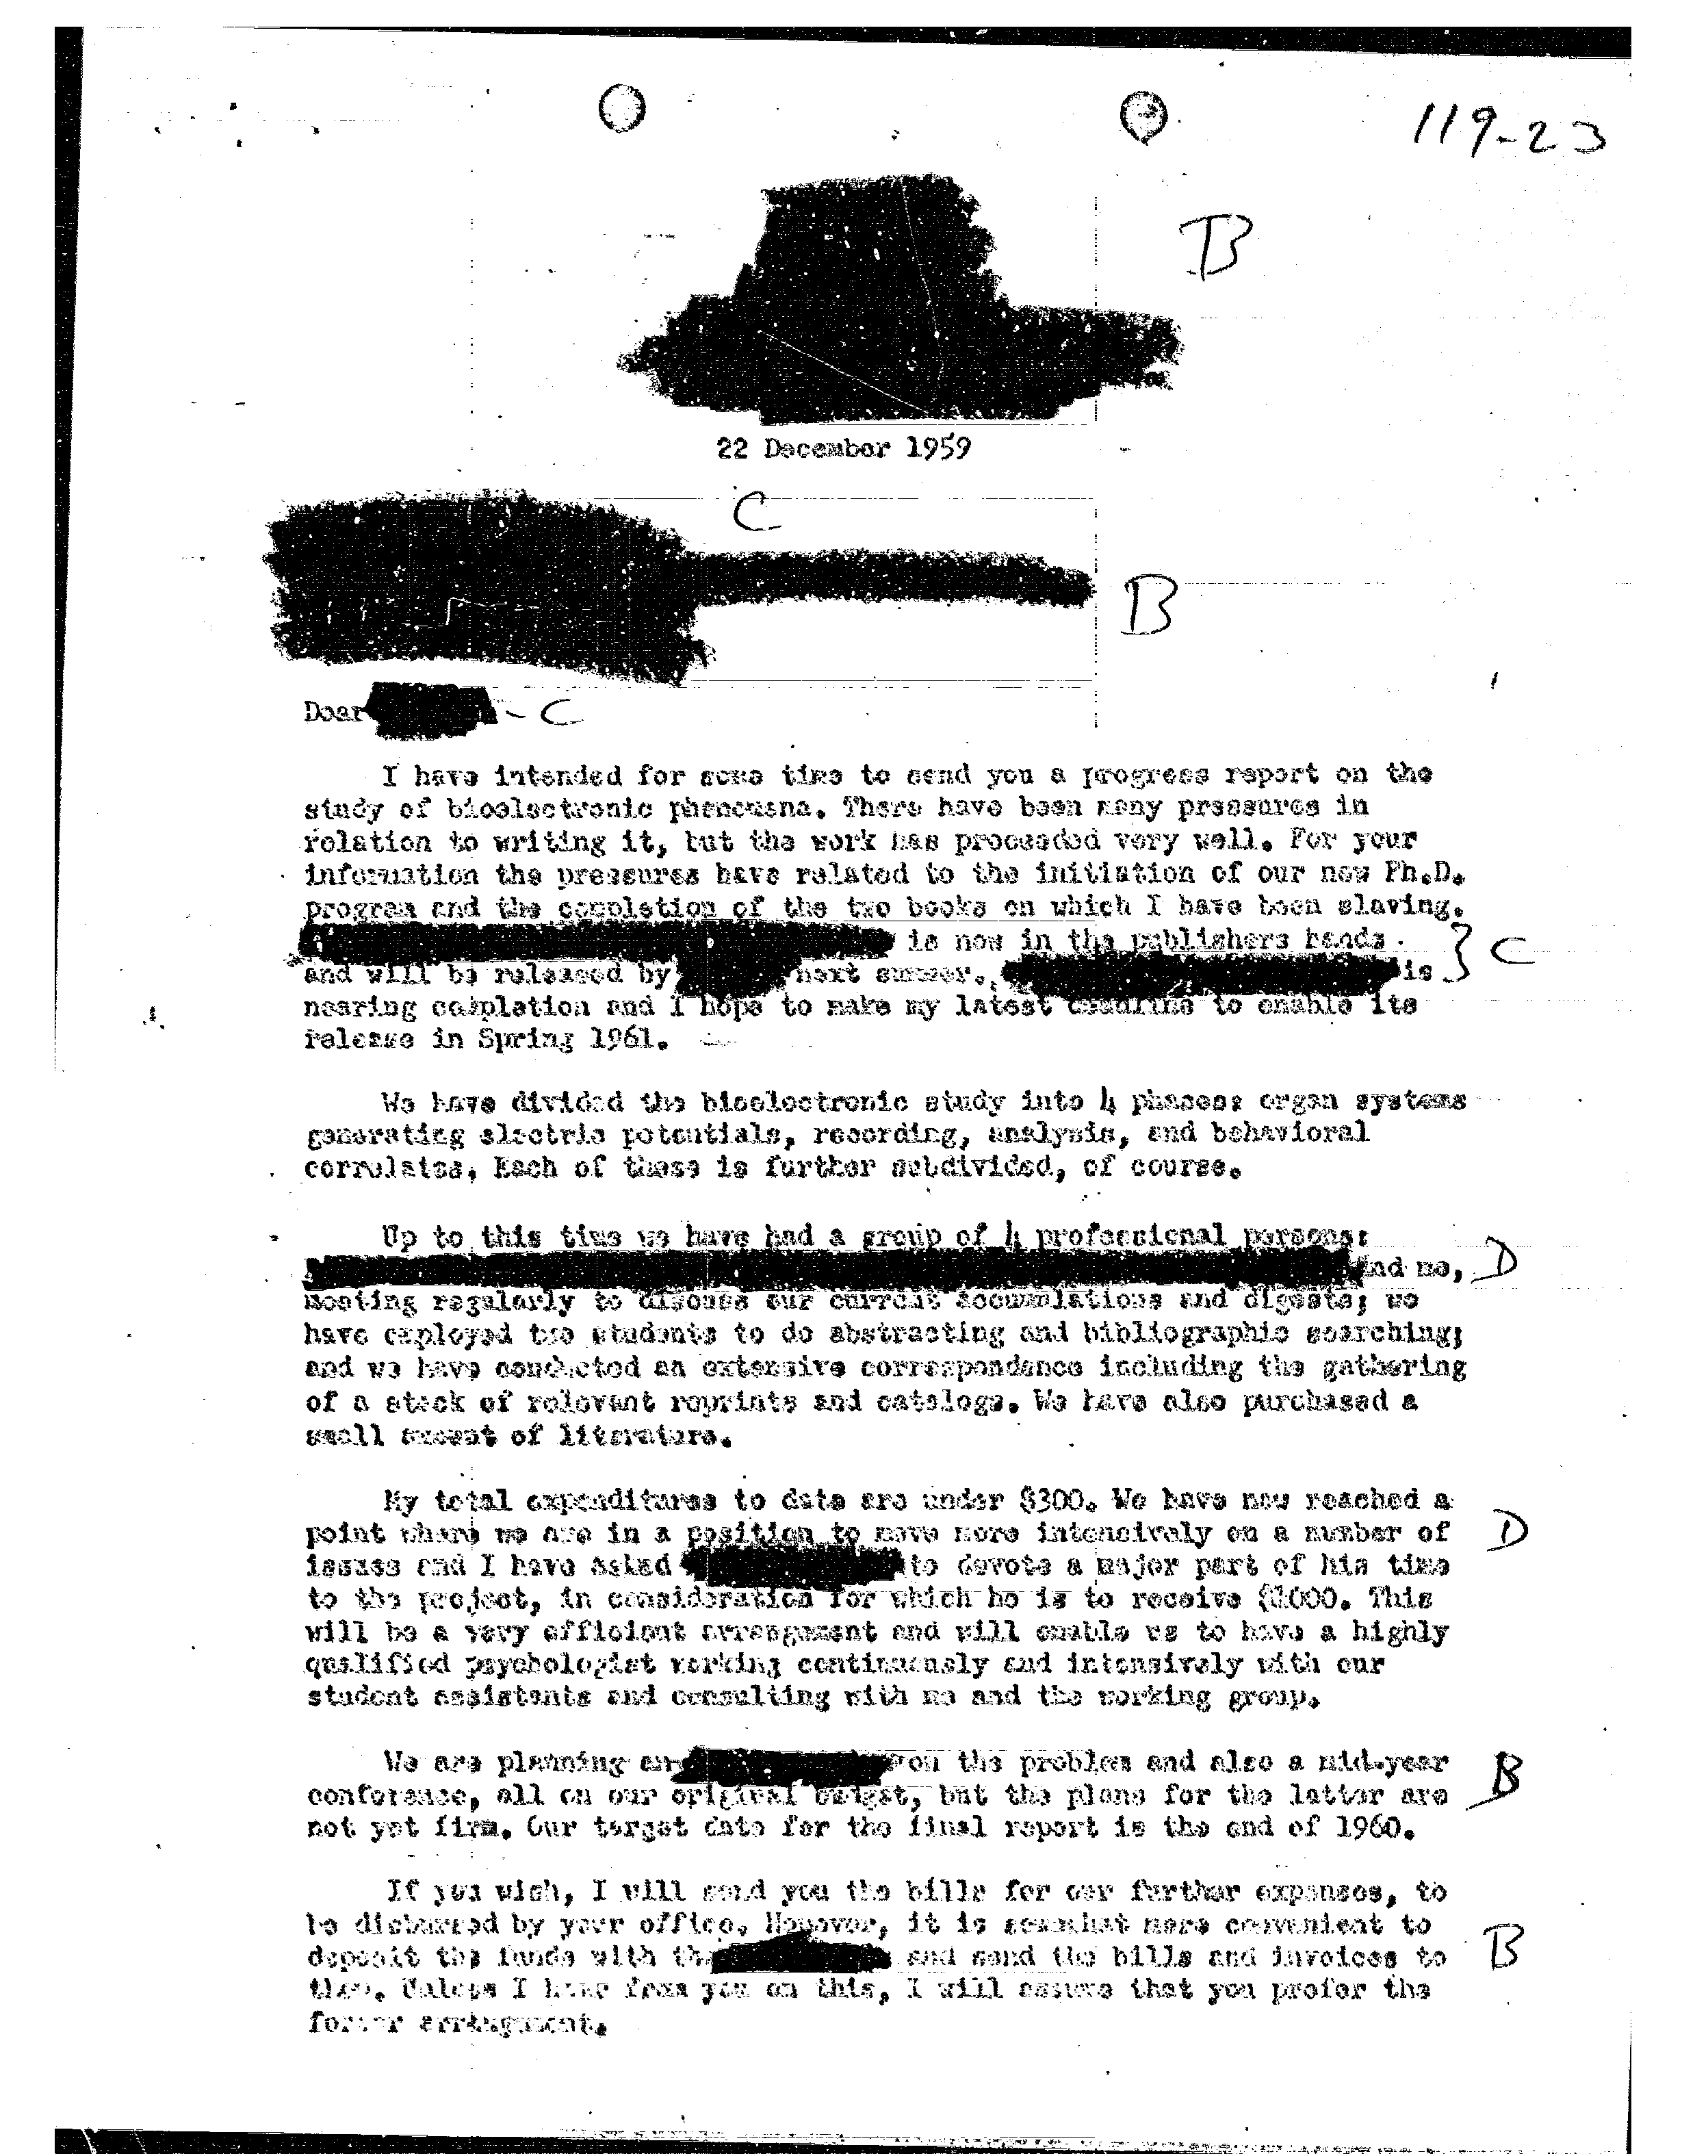 119-23
B
22 December 1959
C
B
Dear - C
I have intended for some time to send you a progress report on the
study of bioelectronic phenomena. There have been many pressures in
relation to writing it, but the work has proceeded very well. For your
information the pressures have related to the initiation of our new Ph.D.
program and the completion of the two books on which I have been slaving.
is now in the publishers hands
and will be released by next summer. is } C
nearing completion and I hope to make my latest deadline to enable its
release in Spring 1961.
We have divided the bioelectronic study into 4 phases: organ systems
generating electric potentials, recording, analysis, and behavioral
correlates. Each of these is further subdivided, of course.
Up to this time we have had a group of 4 professional persons:
and me, D
meeting regularly to discuss our current accumulations and digests; we
have employed two students to do abstracting and bibliographic searching;
and we have conducted an extensive correspondence including the gathering
of a stack of relevant reprints and catalogs. We have also purchased a
small amount of literature.
My total expenditures to date are under $300. We have now reached a
point where we are in a position to move more intensively on a number of D
issues and I have asked to devote a major part of his time
to the project, in consideration for which he is to receive $1000. This
will be a very efficient arrangement and will enable us to have a highly
qualified psychologist working continuously and intensively with our
student assistants and consulting with me and the working group.
We are planning on the problem and also a mid-year B
conference, all on our original budget, but the plans for the latter are
not yet firm. Our target date for the final report is the end of 1960.
If you wish, I will send you the bills for our further expenses, to
be disbursed by your office. However, it is somewhat more convenient to
deposit the funds with the and send the bills and invoices to B
them. Unless I hear from you on this, I will assume that you prefer the
former arrangement.